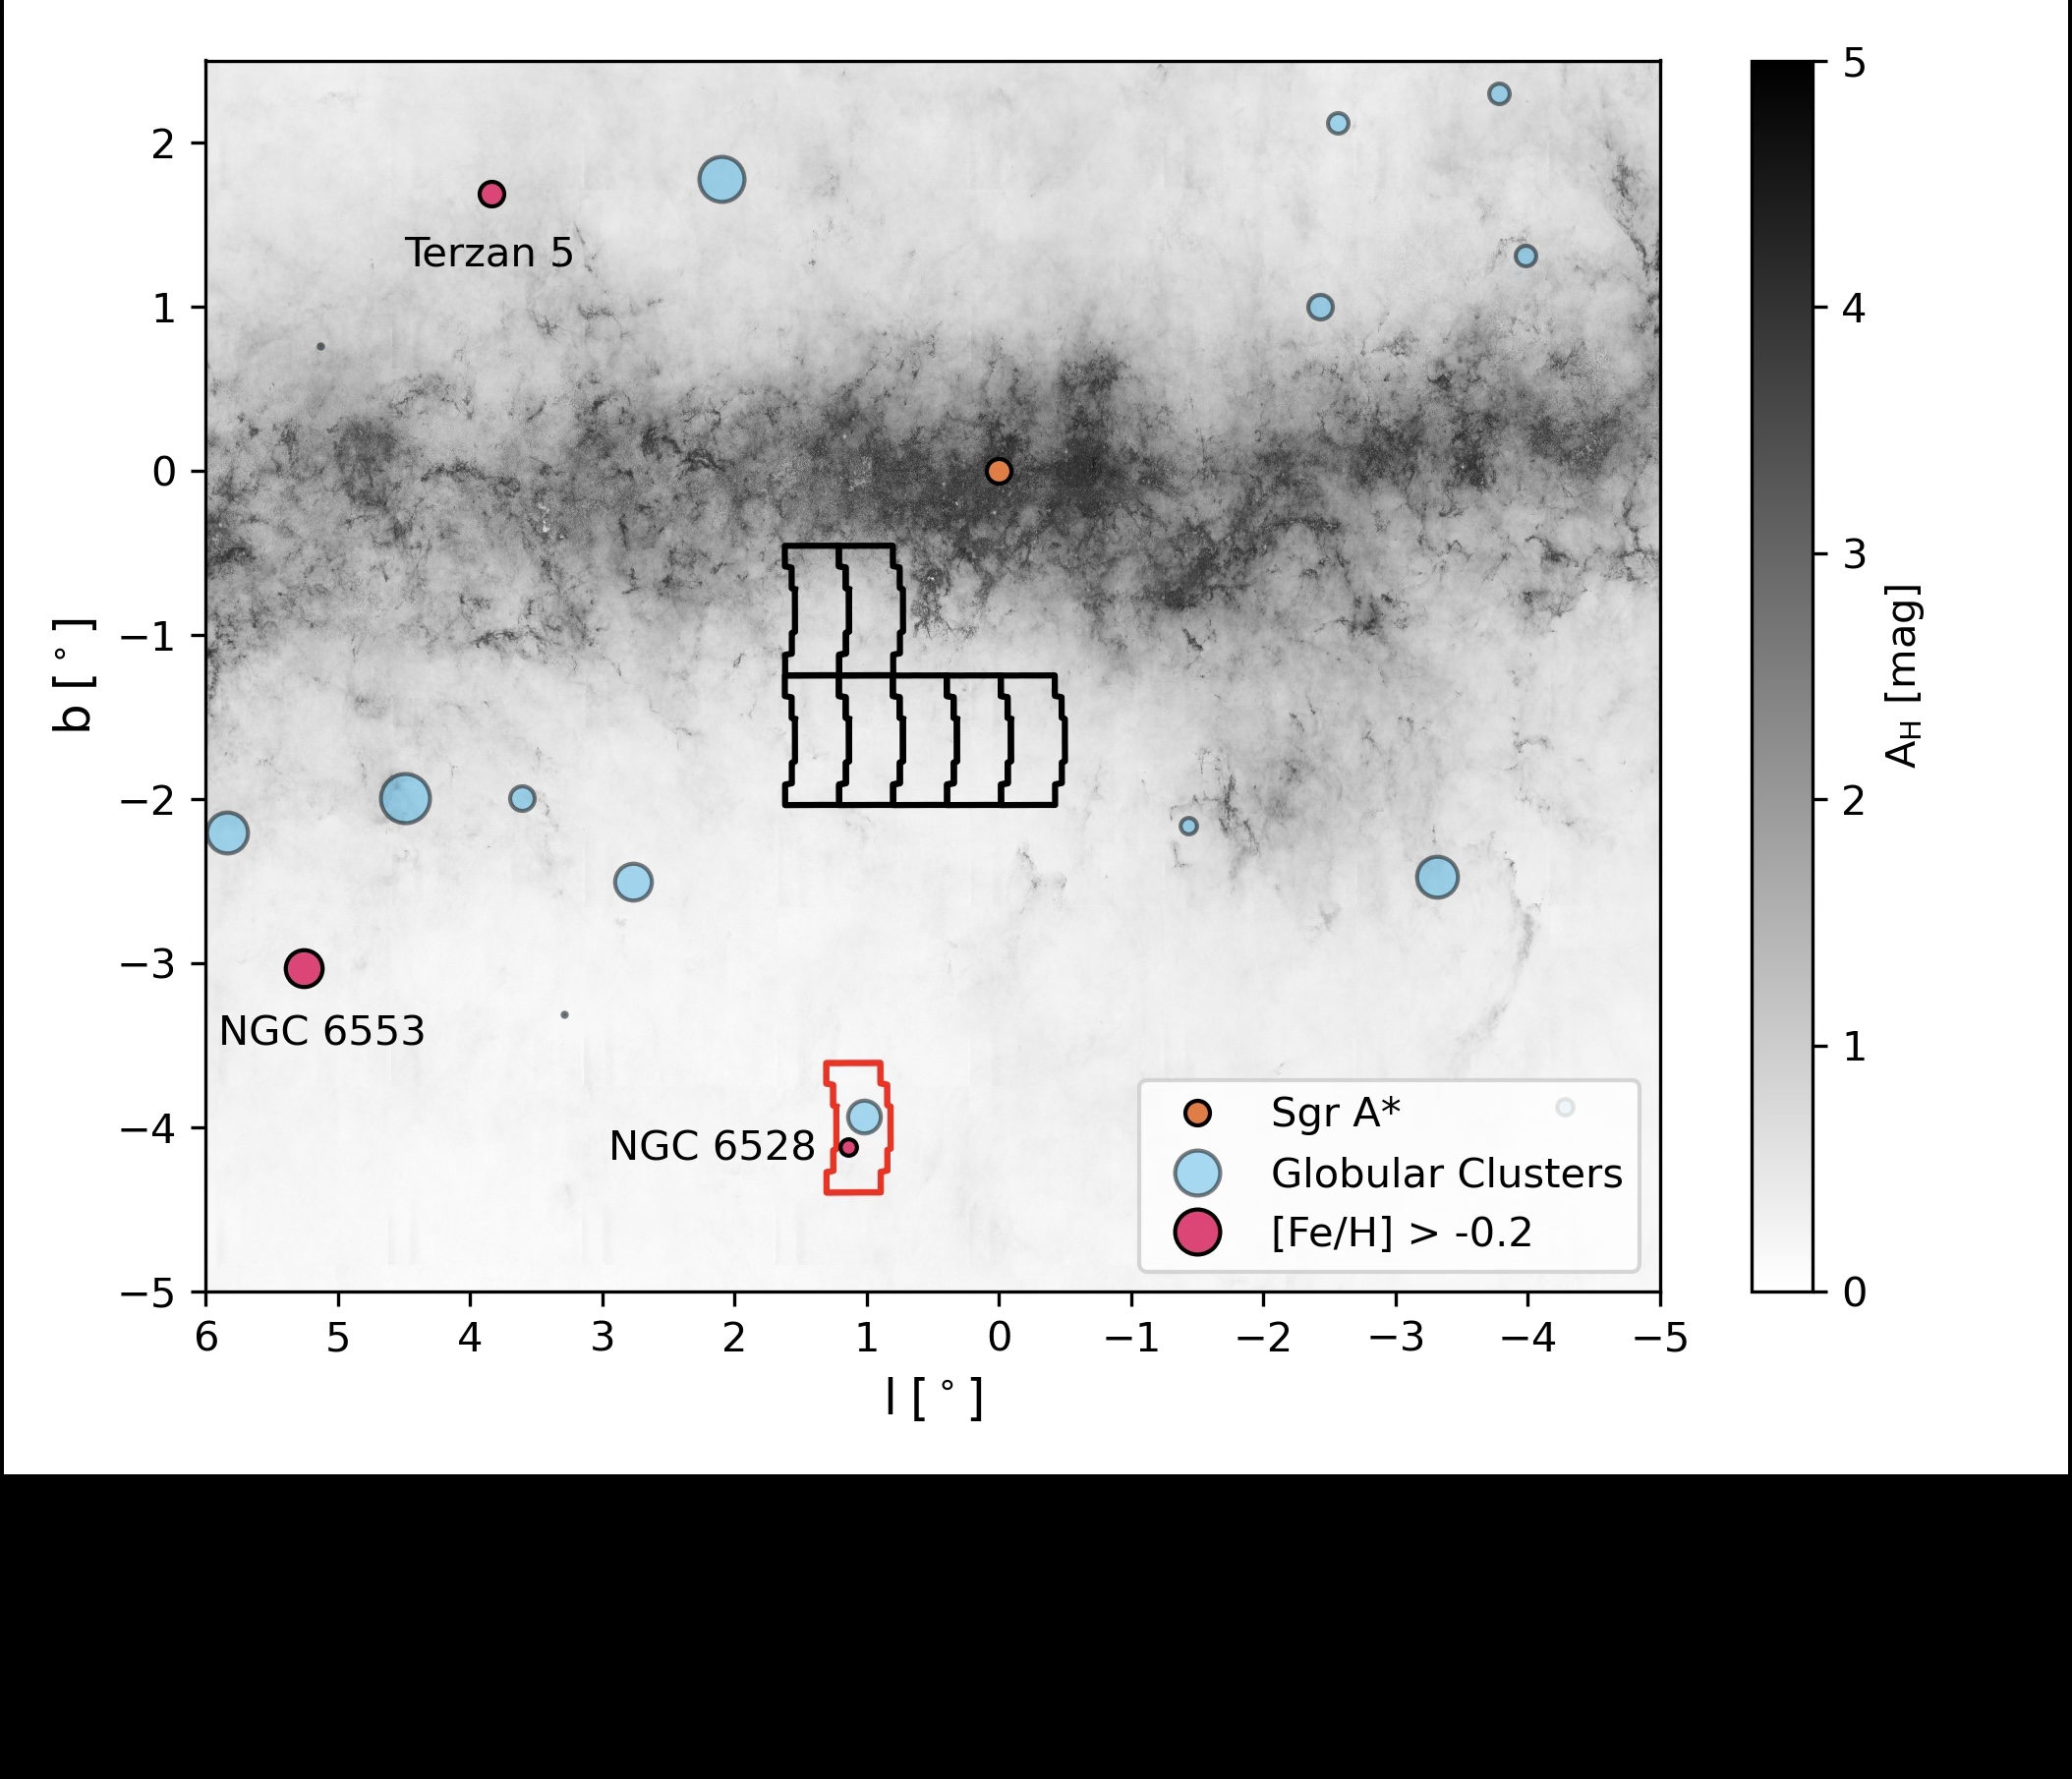 2
1
0
−1
−2
−3
−4
−5
b [ ° ]
Terzan 5
NGC 6553
NGC 6528
Sgr A*
Globular Clusters
[Fe/H] > -0.2
6 5 4 3 2 1 0 −1 −2 −3 −4 −5
l [ ° ]
5
4
3
2
1
0
A_H [mag]